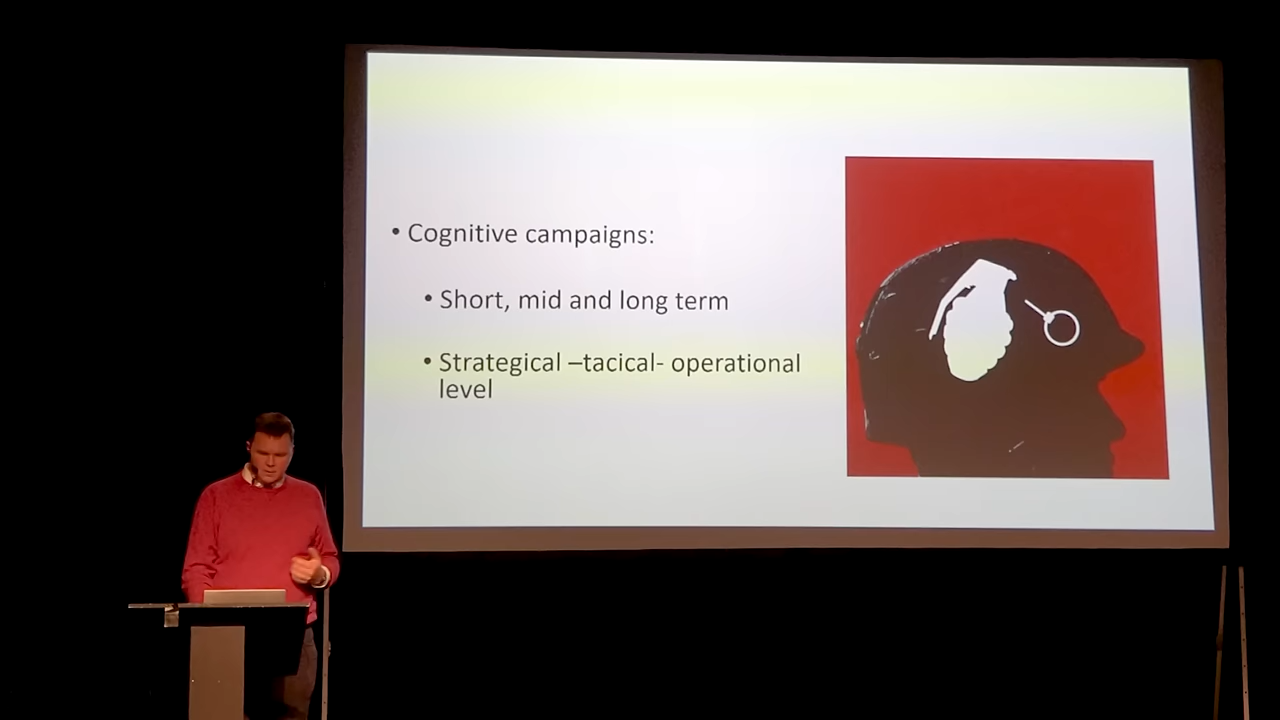 • Cognitive campaigns:
• Short, mid and long term
• Strategical –tacical- operational
level